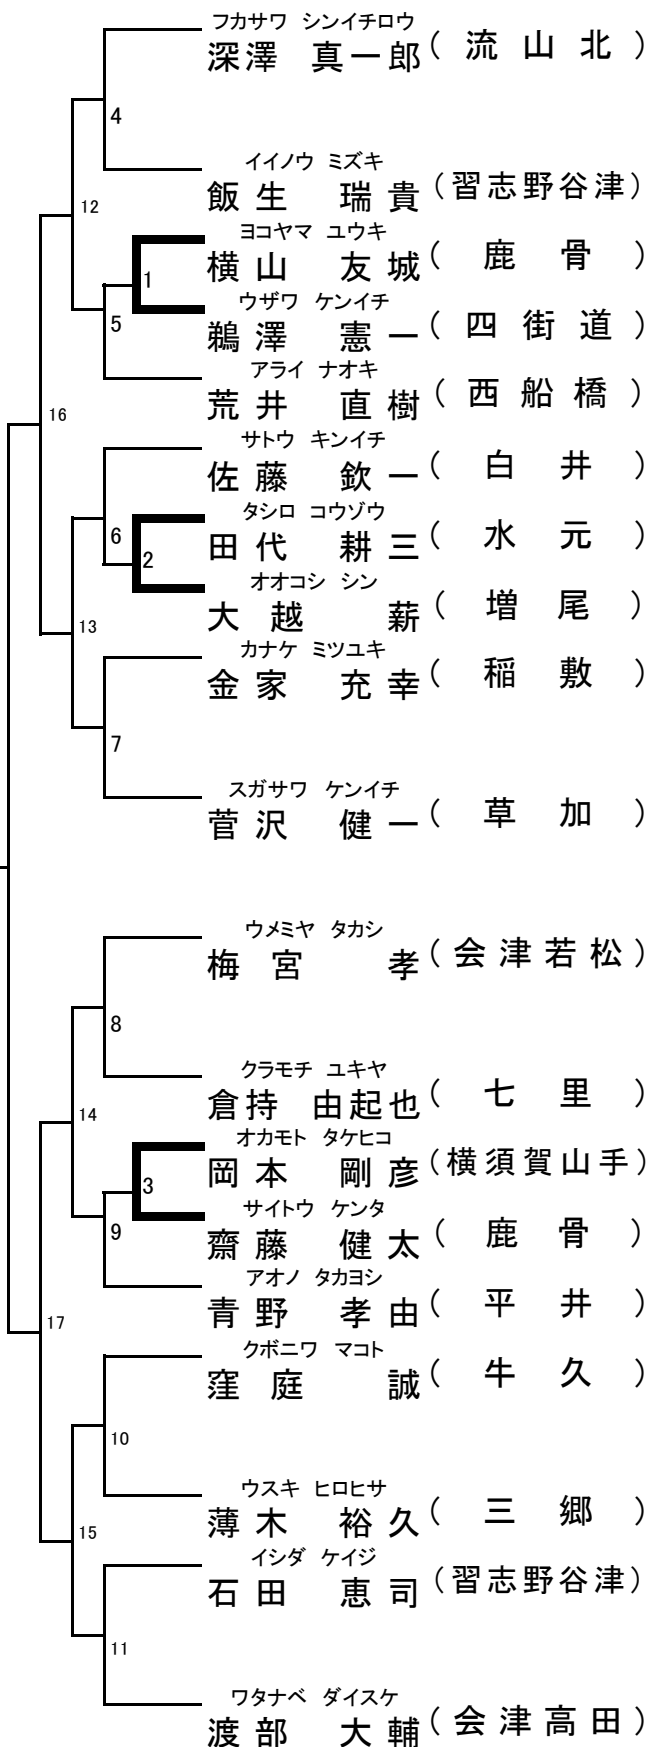 フカサワ シンイチロウ
深澤 真一郎 (流山北)
4
イイノウ ミズキ
飯生 瑞貴 (習志野谷津)
12
ヨコヤマ ユウキ
横山 友城 (鹿骨)
1
ウザワ ケンイチ
鵜澤 憲一 (四街道)
5
アライ ナオキ
荒井 直樹 (西船橋)
16
サトウ キンイチ
佐藤 欽一 (白井)
タシロ コウゾウ
6
田代 耕三 (水元)
2
オオコシ シン
大越 薪 (増尾)
13
カナケ ミツユキ
金家 充幸 (稲敷)
7
スガサワ ケンイチ
菅沢 健一 (草加)
ウメミヤ タカシ
梅宮 孝 (会津若松)
8
クラモチ ユキヤ
倉持 由起也 (七里)
14
オカモト タケヒコ
岡本 剛彦 (横須賀山手)
3
サイトウ ケンタ
9
齋藤 健太 (鹿骨)
アオノ タカヨシ
青野 孝由 (平井)
17
クボニワ マコト
窪庭 誠 (牛久)
10
ウスキ ヒロヒサ
薄木 裕久 (三郷)
15
イシダ ケイジ
石田 恵司 (習志野谷津)
11
ワタナベ ダイスケ
渡部 大輔 (会津高田)